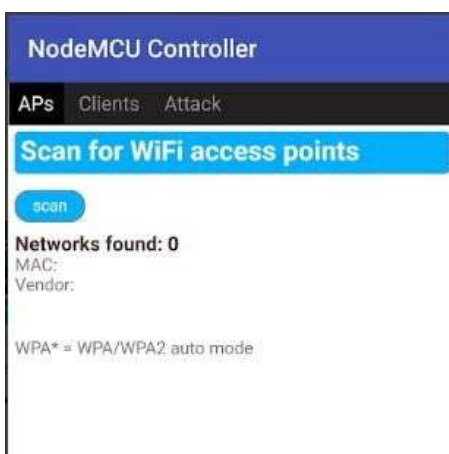 NodeMCU Controller
APs Clients Attack
Scan for WiFi access points
scan
Networks found: 0
MAC:
Vendor:
WPA* = WPA/WPA2 auto mode